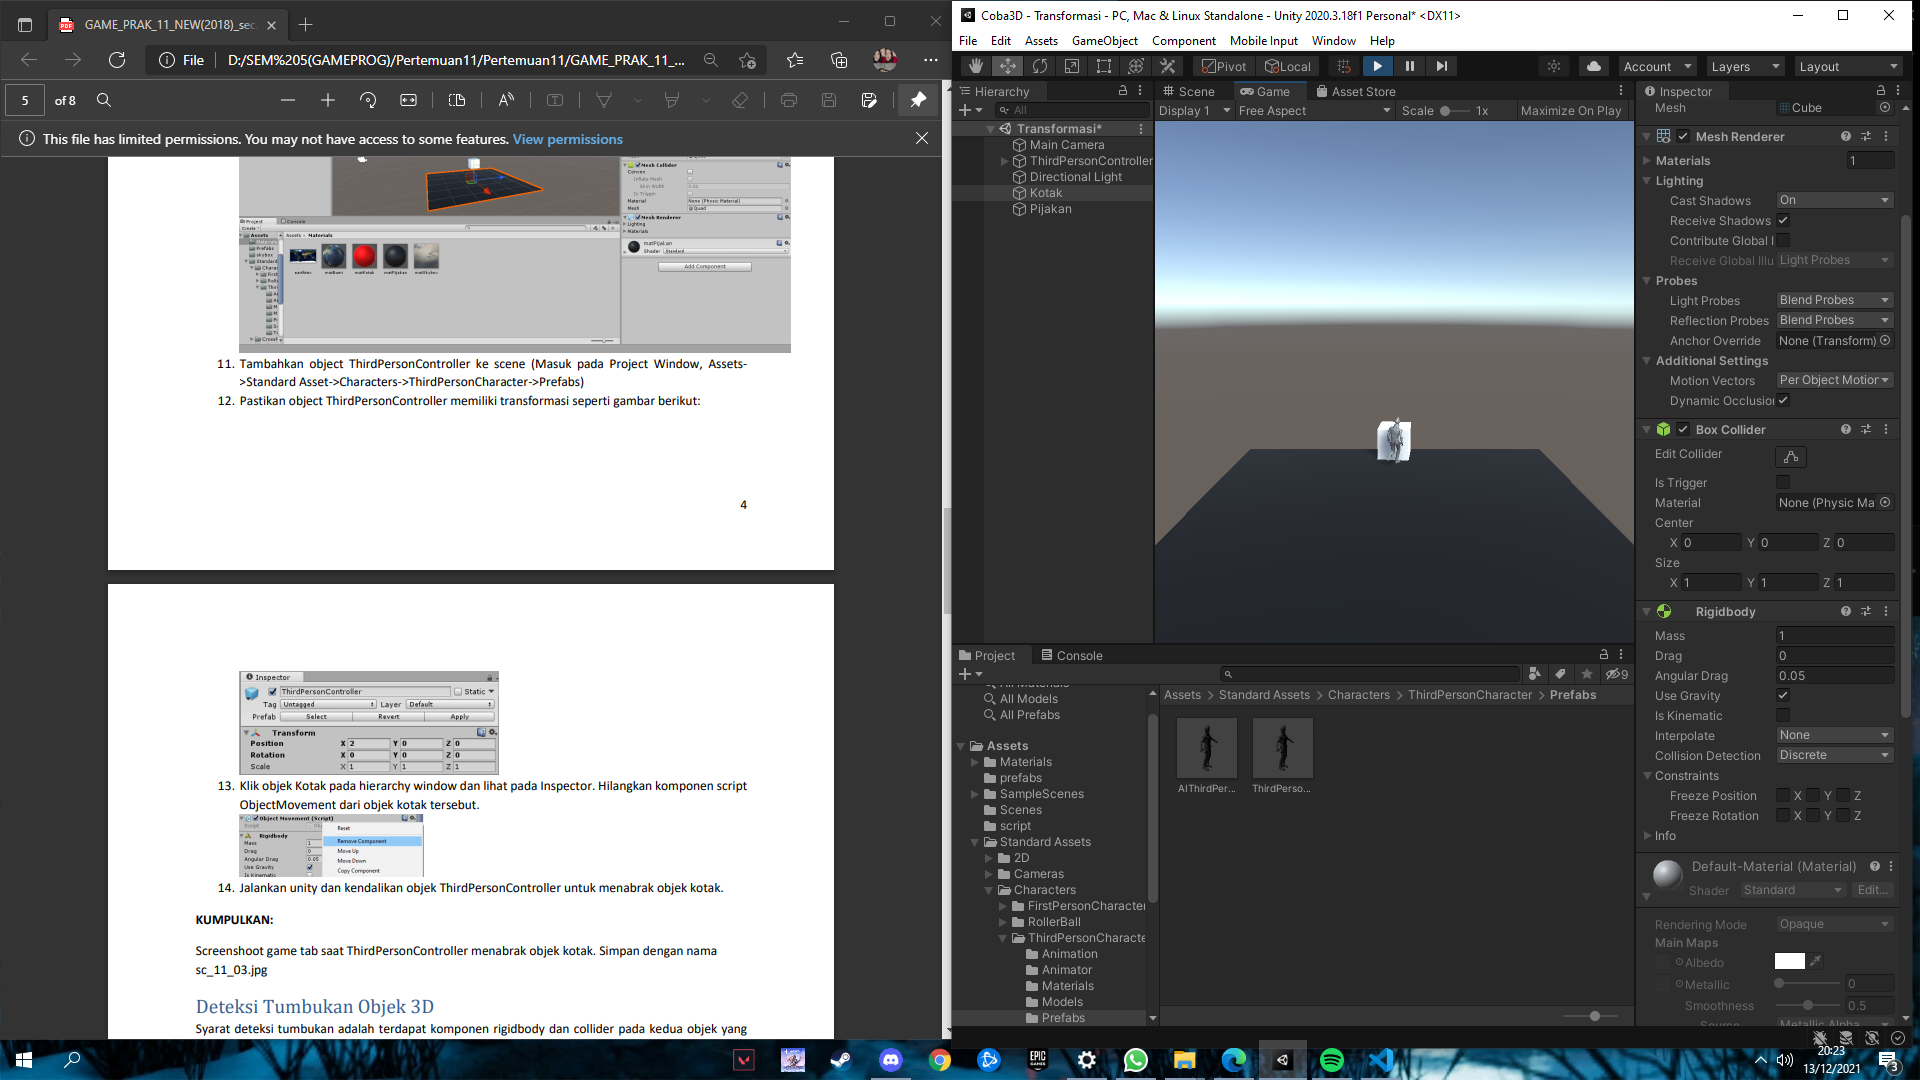 GAME_PRAK_11_NEW(2018)_sec
File
D:/SEM%205(GAMEPROG)/Pertemuan11/Pertemuan11/GAME_PRAK_11_...
5 of 8
This file has limited permissions. You may not have access to some features. View permissions
11. Tambahkan object ThirdPersonController ke scene (Masuk pada Project Window, Assets-
>Standard Asset->Characters->ThirdPersonCharacter->Prefabs)
12. Pastikan object ThirdPersonController memiliki transformasi seperti gambar berikut:
4
Inspector
ThirdPersonController Static
Tag Untagged Layer Default
Prefab Select Revert Apply
Transform
Position X 2 Y 0 Z 0
Rotation X 0 Y 0 Z 0
Scale X 1 Y 1 Z 1
13. Klik objek Kotak pada hierarchy window dan lihat pada Inspector. Hilangkan komponen script
ObjectMovement dari objek kotak tersebut.
Object Movement (Script)
Reset
Rigidbody
Remove Component
Move Up
Move Down
Copy Component
14. Jalankan unity dan kendalikan objek ThirdPersonController untuk menabrak objek kotak.
KUMPULKAN:
Screenshoot game tab saat ThirdPersonController menabrak objek kotak. Simpan dengan nama
sc_11_03.jpg
Deteksi Tumbukan Objek 3D
Syarat deteksi tumbukan adalah terdapat komponen rigidbody dan collider pada kedua objek yang
Coba3D - Transformasi - PC, Mac & Linux Standalone - Unity 2020.3.18f1 Personal* <DX11>
File Edit Assets GameObject Component Mobile Input Window Help
Pivot Local Account Layers Layout
Hierarchy
All
Transformasi*
Main Camera
ThirdPersonController
Directional Light
Kotak
Pijakan
Scene Game Asset Store
Display 1 Free Aspect Scale 1x Maximize On Play
Project Console
9
All Models
All Prefabs
Assets
Materials
prefabs
SampleScenes
Scenes
script
Standard Assets
2D
Cameras
Characters
FirstPersonCharacter
RollerBall
ThirdPersonCharacte
Animation
Animator
Materials
Models
Prefabs
Assets > Standard Assets > Characters > ThirdPersonCharacter > Prefabs
AIThirdPer... ThirdPerso...
Inspector
Mesh Cube
Mesh Renderer
Materials 1
Lighting
Cast Shadows On
Receive Shadows
Contribute Global I
Receive Global Illu Light Probes
Probes
Light Probes Blend Probes
Reflection Probes Blend Probes
Anchor Override None (Transform)
Additional Settings
Motion Vectors Per Object Motion
Dynamic Occlusion
Box Collider
Edit Collider
Is Trigger
Material None (Physic Ma
Center
X 0 Y 0 Z 0
Size
X 1 Y 1 Z 1
Rigidbody
Mass 1
Drag 0
Angular Drag 0.05
Use Gravity
Is Kinematic
Interpolate None
Collision Detection Discrete
Constraints
Freeze Position X Y Z
Freeze Rotation X Y Z
Info
Default-Material (Material)
Shader Standard Edit...
Rendering Mode Opaque
Main Maps
Albedo
Metallic 0
Smoothness 0.5
Source Metallic Alpha
20:23
13/12/2021
3